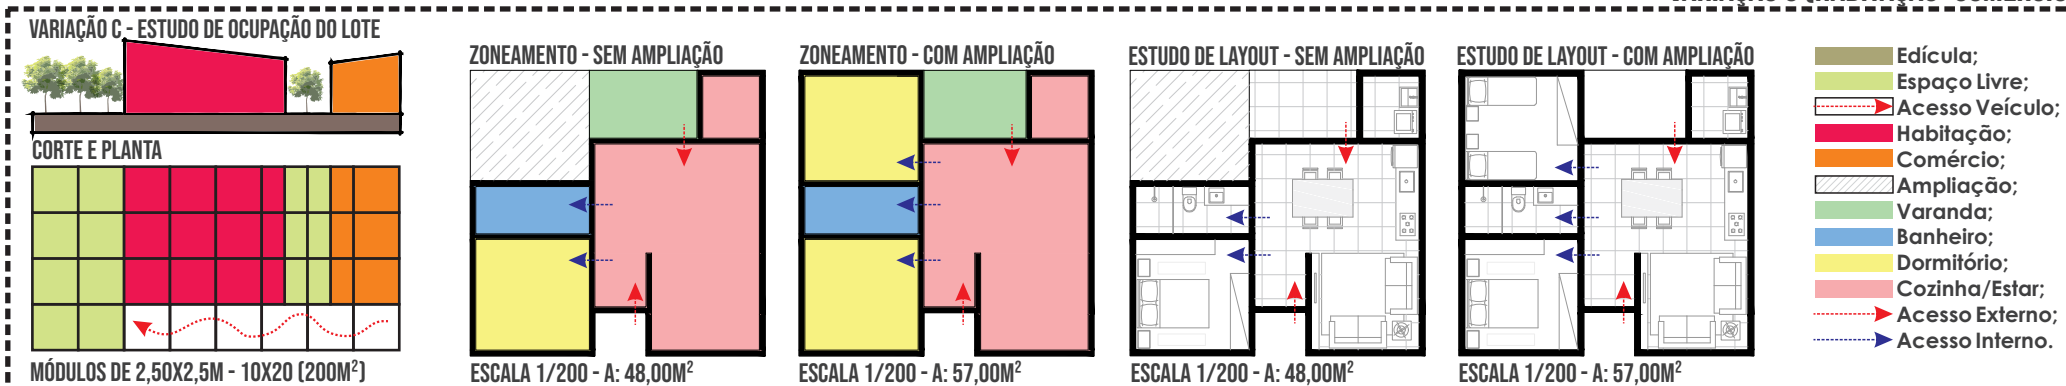 VARIAÇÃO C - ESTUDO DE OCUPAÇÃO DO LOTE
CORTE E PLANTA
MÓDULOS DE 2,50X2,5M - 10X20 (200M²)
ZONEAMENTO - SEM AMPLIAÇÃO
ESCALA 1/200 - A: 48,00M²
ZONEAMENTO - COM AMPLIAÇÃO
ESCALA 1/200 - A: 57,00M²
ESTUDO DE LAYOUT - SEM AMPLIAÇÃO
ESCALA 1/200 - A: 48,00M²
ESTUDO DE LAYOUT - COM AMPLIAÇÃO
ESCALA 1/200 - A: 57,00M²
Edícula;
Espaço Livre;
Acesso Veículo;
Habitação;
Comércio;
Ampliação;
Varanda;
Banheiro;
Dormitório;
Cozinha/Estar;
Acesso Externo;
Acesso Interno.